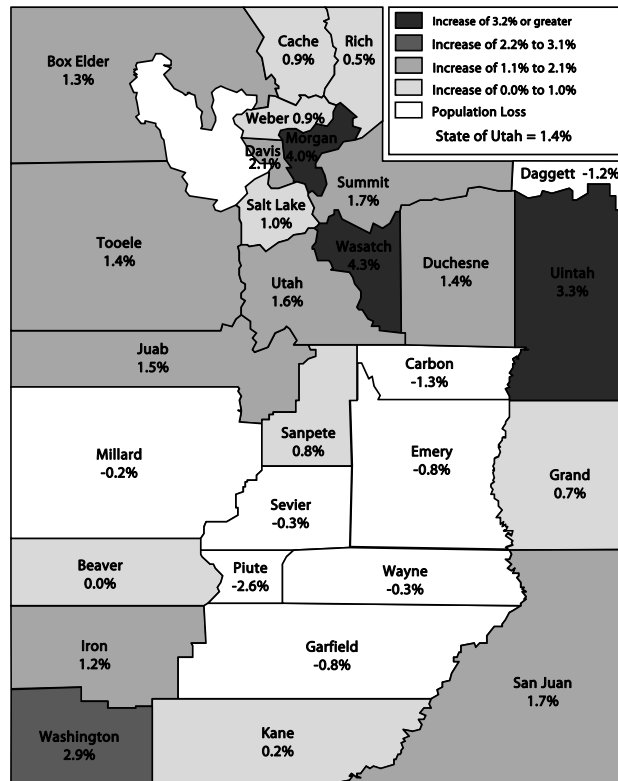 Increase of 3.2% or greater
Increase of 2.2% to 3.1%
Increase of 1.1% to 2.1%
Increase of 0.0% to 1.0%
Population Loss
State of Utah = 1.4%
Box Elder
1.3%
Cache
0.9%
Rich
0.5%
Weber 0.9%
Morgan
4.0%
Davis
2.1%
Summit
1.7%
Daggett -1.2%
Salt Lake
1.0%
Tooele
1.4%
Wasatch
4.3%
Duchesne
1.4%
Uintah
3.3%
Utah
1.6%
Juab
1.5%
Carbon
-1.3%
Sanpete
0.8%
Millard
-0.2%
Emery
-0.8%
Grand
0.7%
Sevier
-0.3%
Beaver
0.0%
Piute
-2.6%
Wayne
-0.3%
Iron
1.2%
Garfield
-0.8%
San Juan
1.7%
Washington
2.9%
Kane
0.2%